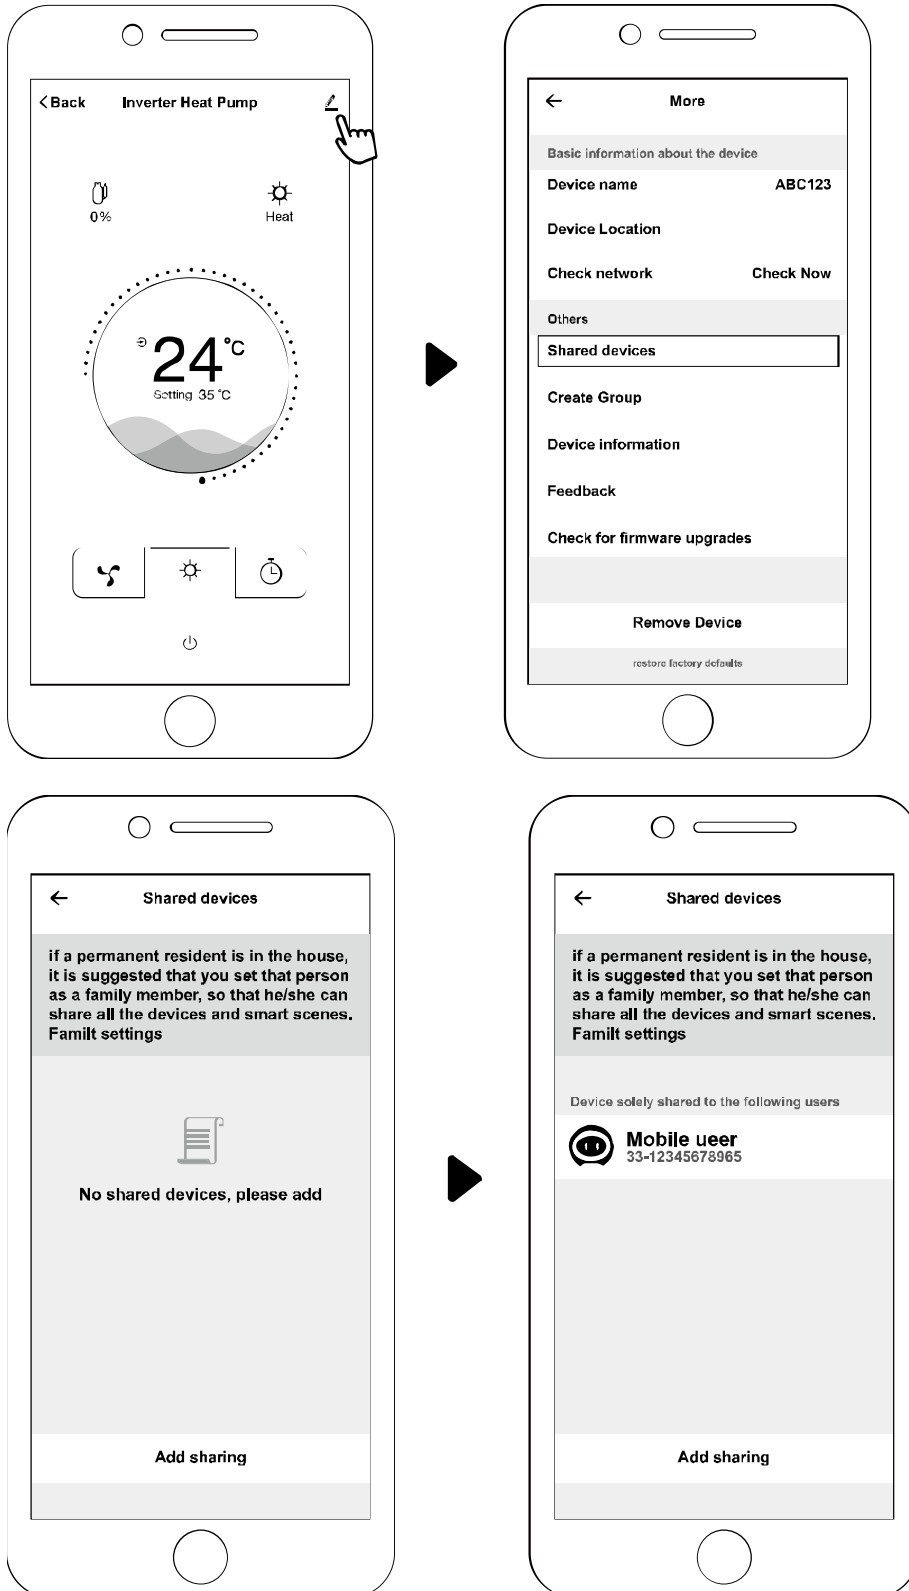 Back Inverter Heat Pump
0%
Heat
24°C
Setting 35°C
More
Basic information about the device
Device name ABC123
Device Location
Check network Check Now
Others
Shared devices
Create Group
Device information
Feedback
Check for firmware upgrades
Remove Device
restore factory defaults
Shared devices
if a permanent resident is in the house,
it is suggested that you set that person
as a family member, so that he/she can
share all the devices and smart scenes.
Familt settings
No shared devices, please add
Add sharing
Shared devices
if a permanent resident is in the house,
it is suggested that you set that person
as a family member, so that he/she can
share all the devices and smart scenes.
Familt settings
Device solely shared to the following users
Mobile ueer
33-12345678965
Add sharing